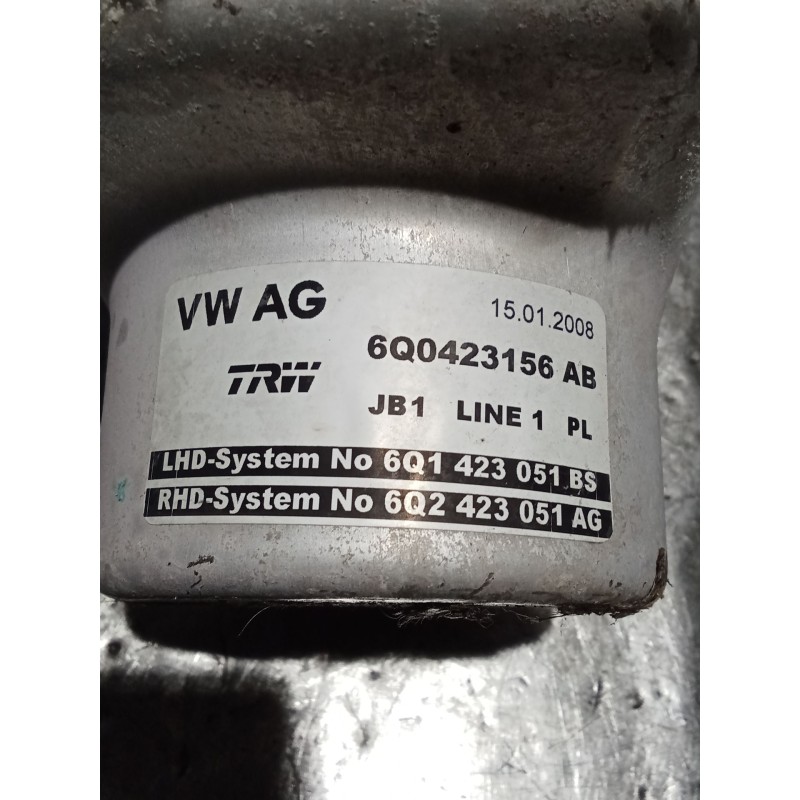 VW AG 15.01.2008
TRW 6Q0423156 AB
JB1 LINE 1 PL
LHD-System No 6Q1 423 051 BS
RHD-System No 6Q2 423 051 AG